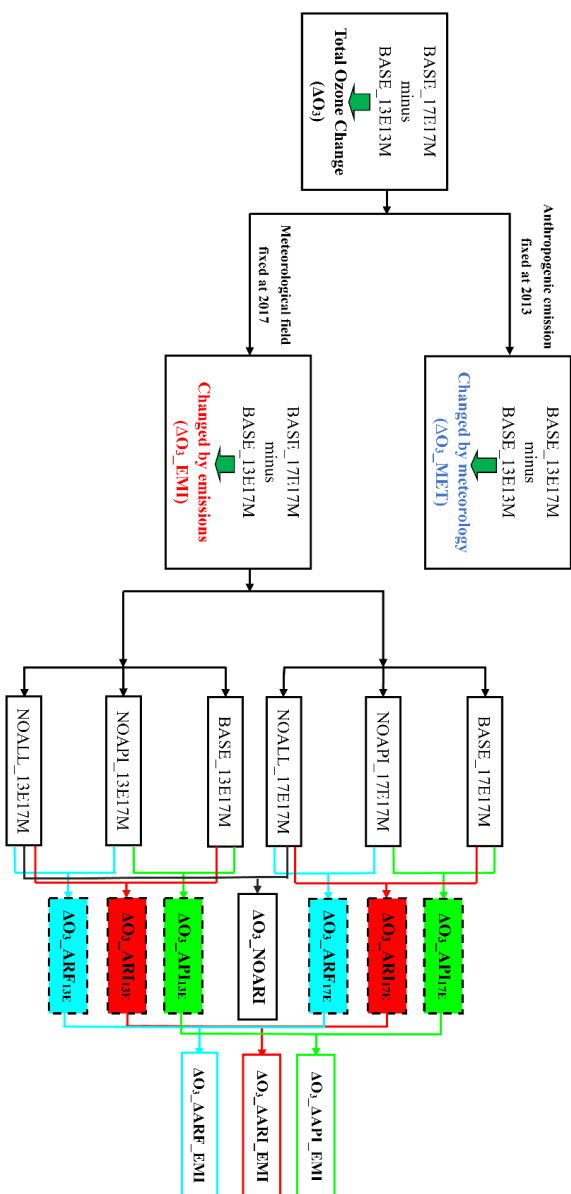 BASE_17E17M
minus
BASE_13E13M
Total Ozone Change
(ΔO₃)
Anthropogenic emission
fixed at 2013
Meteorological field
fixed at 2017
BASE_13E17M
minus
BASE_13E13M
Changed by meteorology
(ΔO₃_MET)
BASE_17E17M
minus
BASE_13E17M
Changed by emissions
(ΔO₃_EMI)
BASE_17E17M
NOAPI_17E17M
NOALL_17E17M
BASE_13E17M
NOAPI_13E17M
NOALL_13E17M
ΔO₃_API₁₇E
ΔO₃_ARI₁₇E
ΔO₃_ARF₁₇E
ΔO₃_NOARI
ΔO₃_API₁₃E
ΔO₃_ARI₁₃E
ΔO₃_ARF₁₃E
ΔO₃_ΔAPI_EMI
ΔO₃_ΔARI_EMI
ΔO₃_ΔARF_EMI